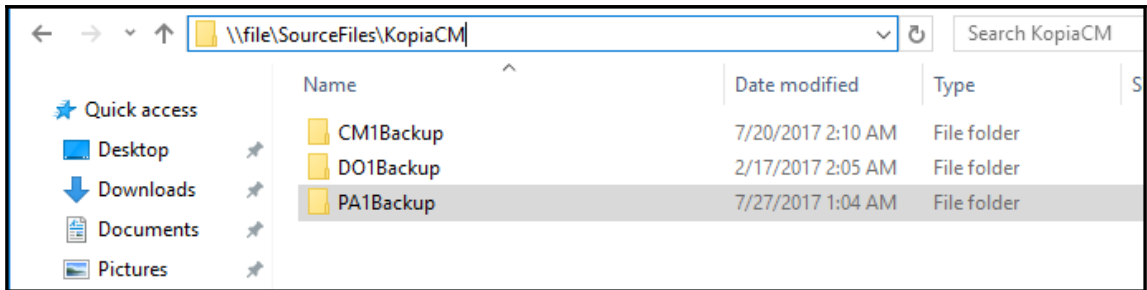 \\file\SourceFiles\KopiaCM Search KopiaCM
Name Date modified Type S
Quick access
Desktop
Downloads
Documents
Pictures
CM1Backup 7/20/2017 2:10 AM File folder
DO1Backup 2/17/2017 2:05 AM File folder
PA1Backup 7/27/2017 1:04 AM File folder